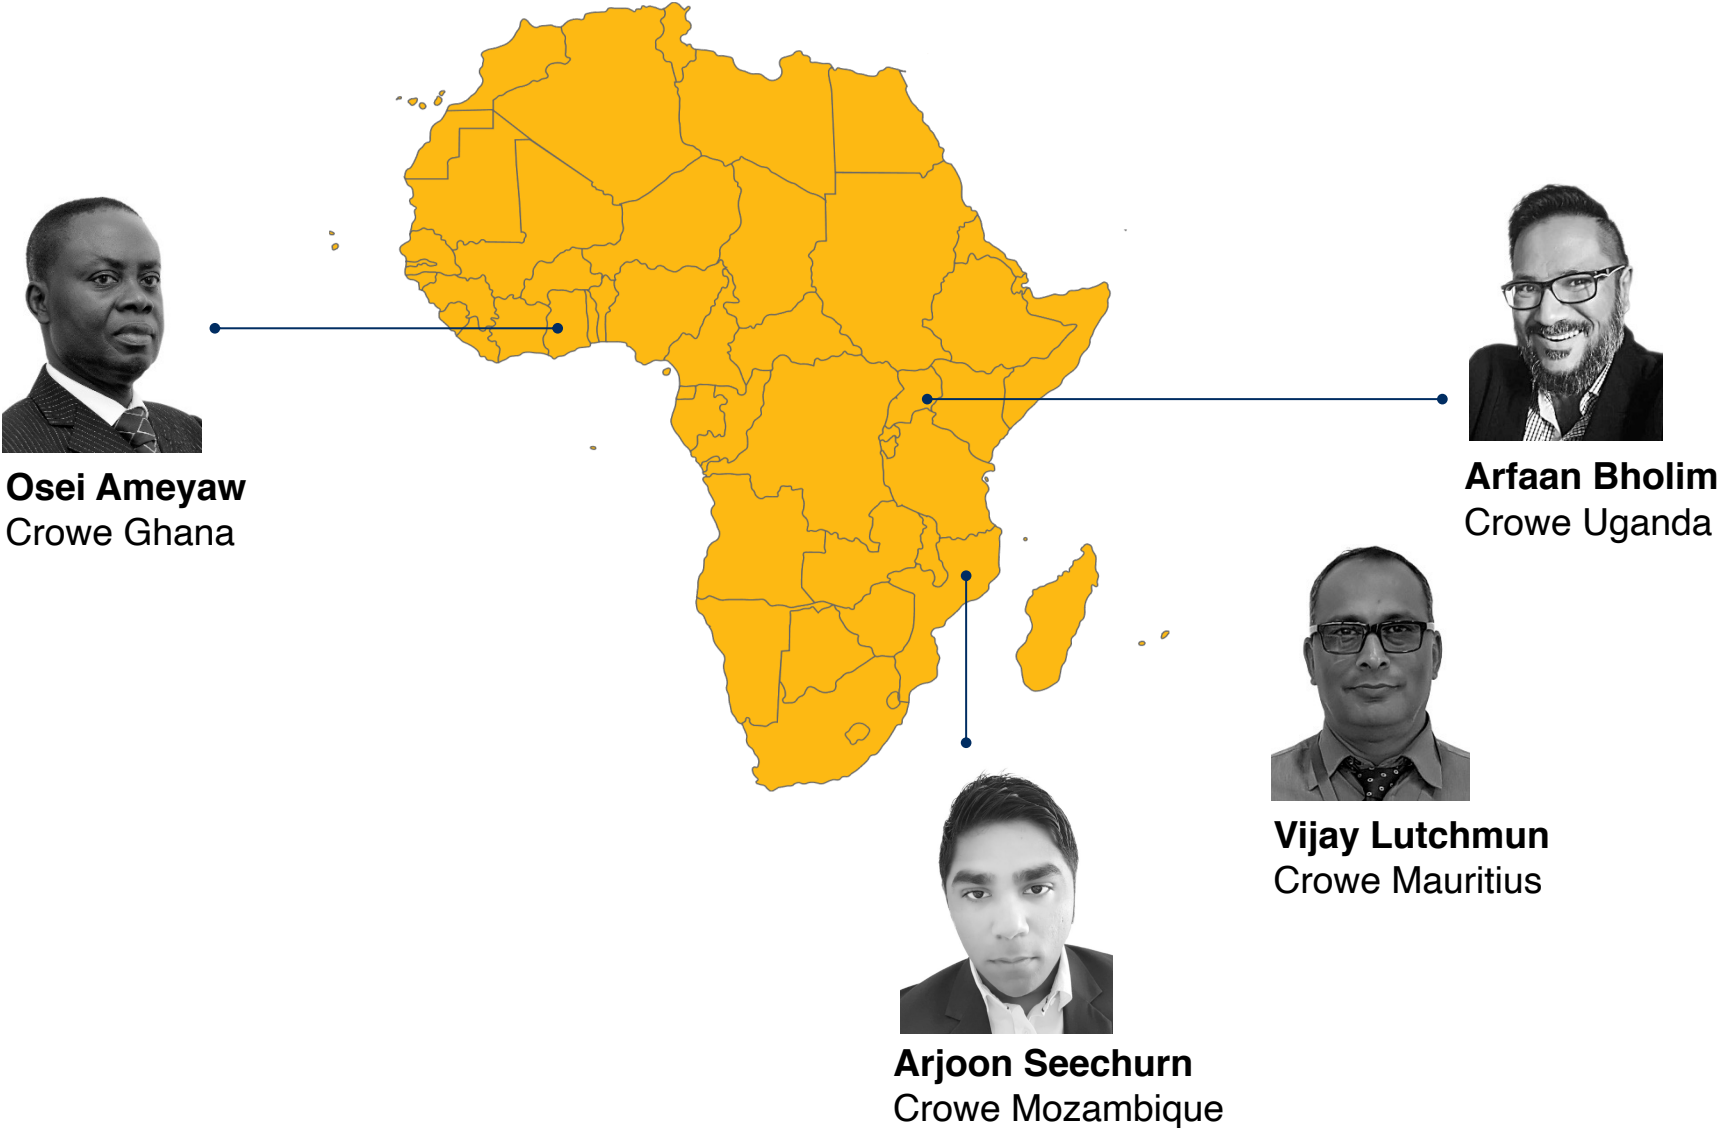 Osei Ameyaw
Crowe Ghana
Arfaan Bholim
Crowe Uganda
Vijay Lutchmun
Crowe Mauritius
Arjoon Seechurn
Crowe Mozambique